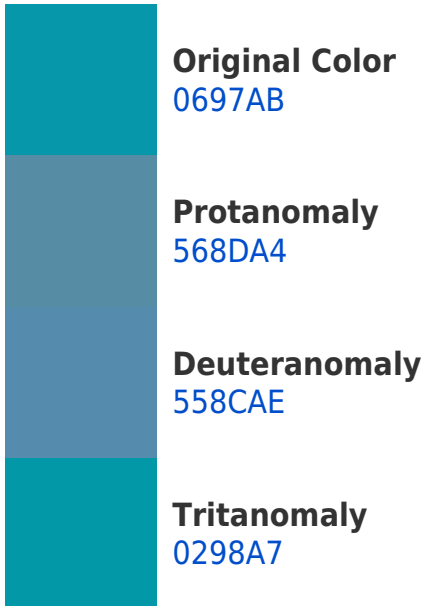 Original Color
0697AB
Protanomaly
568DA4
Deuteranomaly
558CAE
Tritanomaly
0298A7